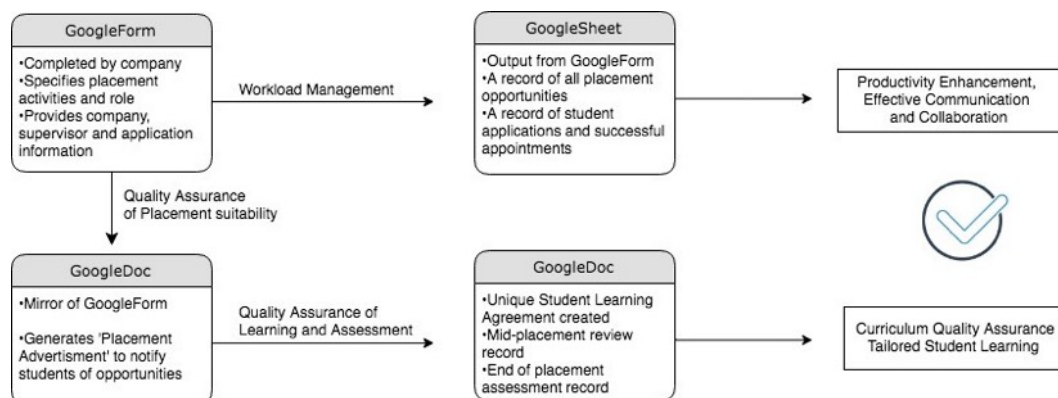 GoogleForm
•Completed by company
•Specifies placement
activities and role
•Provides company,
supervisor and application
information
Workload Management
GoogleSheet
•Output from GoogleForm
•A record of all placement
opportunities
•A record of student
applications and successful
appointments
Productivity Enhancement,
Effective Communication
and Collaboration
Quality Assurance
of Placement suitability
GoogleDoc
•Mirror of GoogleForm
•Generates 'Placement
Advertisment' to notify
students of opportunities
Quality Assurance of
Learning and Assessment
GoogleDoc
•Unique Student Learning
Agreement created
•Mid-placement review
record
•End of placement
assessment record
Curriculum Quality Assurance
Tailored Student Learning